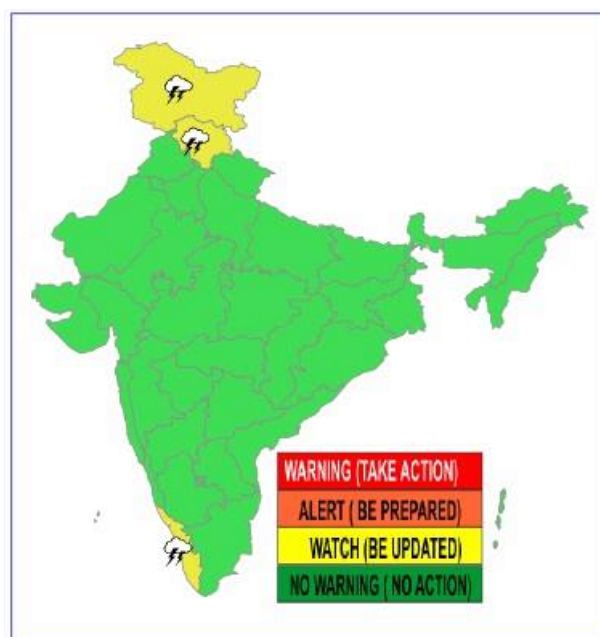 WARNING (TAKE ACTION)
ALERT ( BE PREPARED)
WATCH (BE UPDATED)
NO WARNING ( NO ACTION)